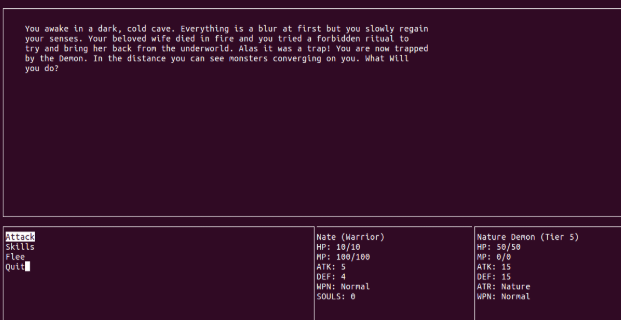 You awake in a dark, cold cave. Everything is a blur at first but you slowly regain
your senses. Your beloved wife died in fire and you tried a forbidden ritual to
try and bring her back from the underworld. Alas it was a trap! You are now trapped
by the Demon. In the distance you can see monsters converging on you. What Will
you do?
Attack
Skills
Flee
Quit
Nate (Warrior)
HP: 10/10
MP: 100/100
ATK: 5
DEF: 4
WPN: Normal
SOULS: 0
Nature Demon (Tier 5)
HP: 50/50
MP: 0/0
ATK: 15
DEF: 15
ATR: Nature
WPN: Normal